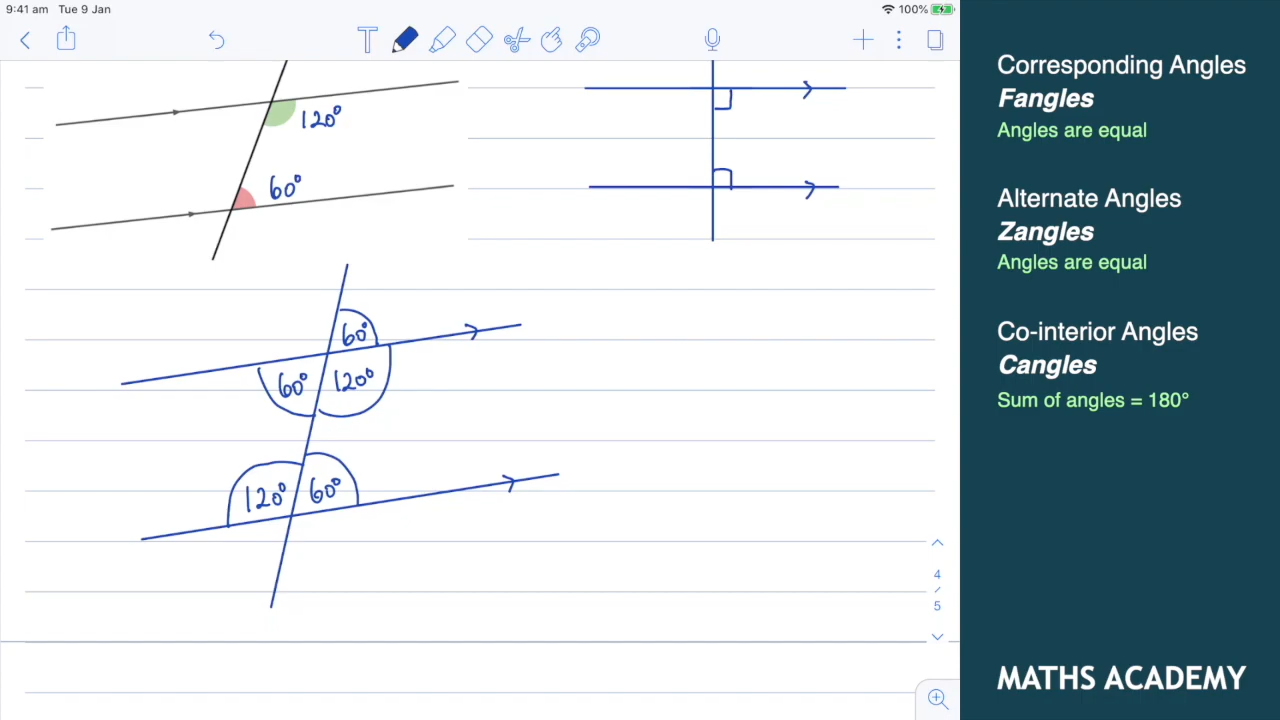 9:41 am Tue 9 Jan
100%
T
120°
60°
60°
60° 120°
120° 60°
4
/
5
Corresponding Angles
Fangles
Angles are equal
Alternate Angles
Zangles
Angles are equal
Co-interior Angles
Cangles
Sum of angles = 180°
MATHS ACADEMY